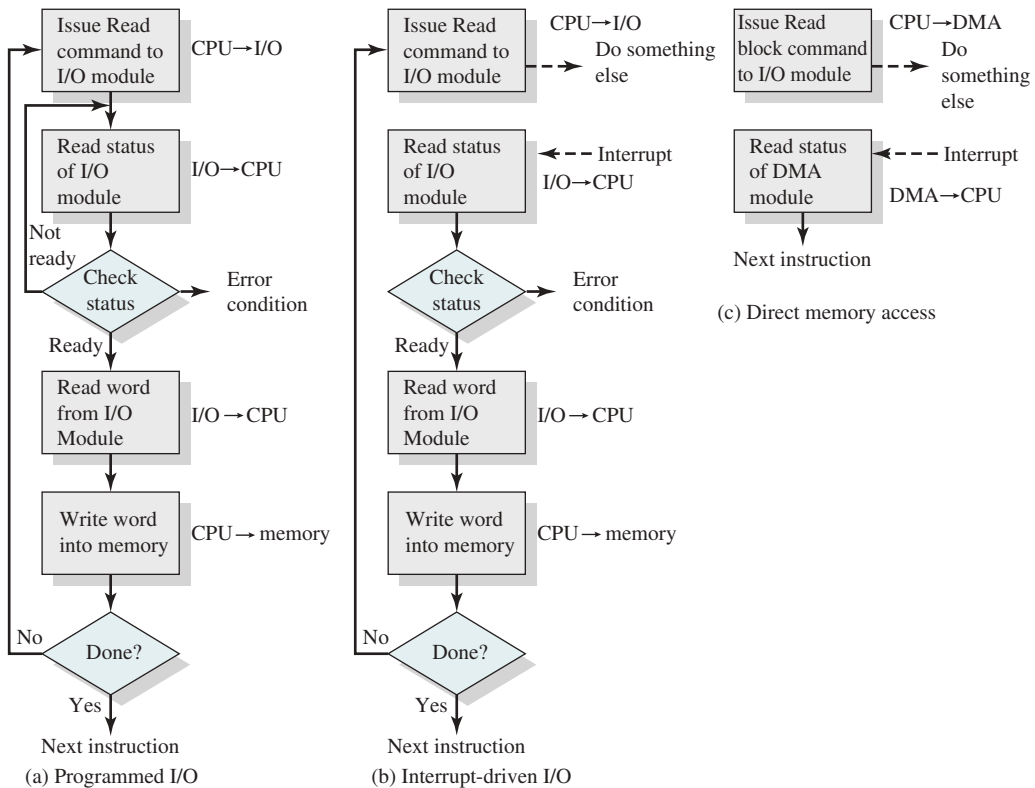 Issue Read
command to
I/O module
CPU→I/O
Read status
of I/O
module
I/O→CPU
Not
ready
Check
status
Error
condition
Ready
Read word
from I/O
Module
I/O→CPU
Write word
into memory
CPU→memory
No
Done?
Yes
Next instruction
(a) Programmed I/O
Issue Read
command to
I/O module
CPU→I/O
Do something
else
Read status
of I/O
module
Interrupt
I/O→CPU
Check
status
Error
condition
Ready
Read word
from I/O
Module
I/O→CPU
Write word
into memory
CPU→memory
No
Done?
Yes
Next instruction
(b) Interrupt-driven I/O
Issue Read
block command
to I/O module
CPU→DMA
Do
something
else
Read status
of DMA
module
Interrupt
DMA→CPU
Next instruction
(c) Direct memory access